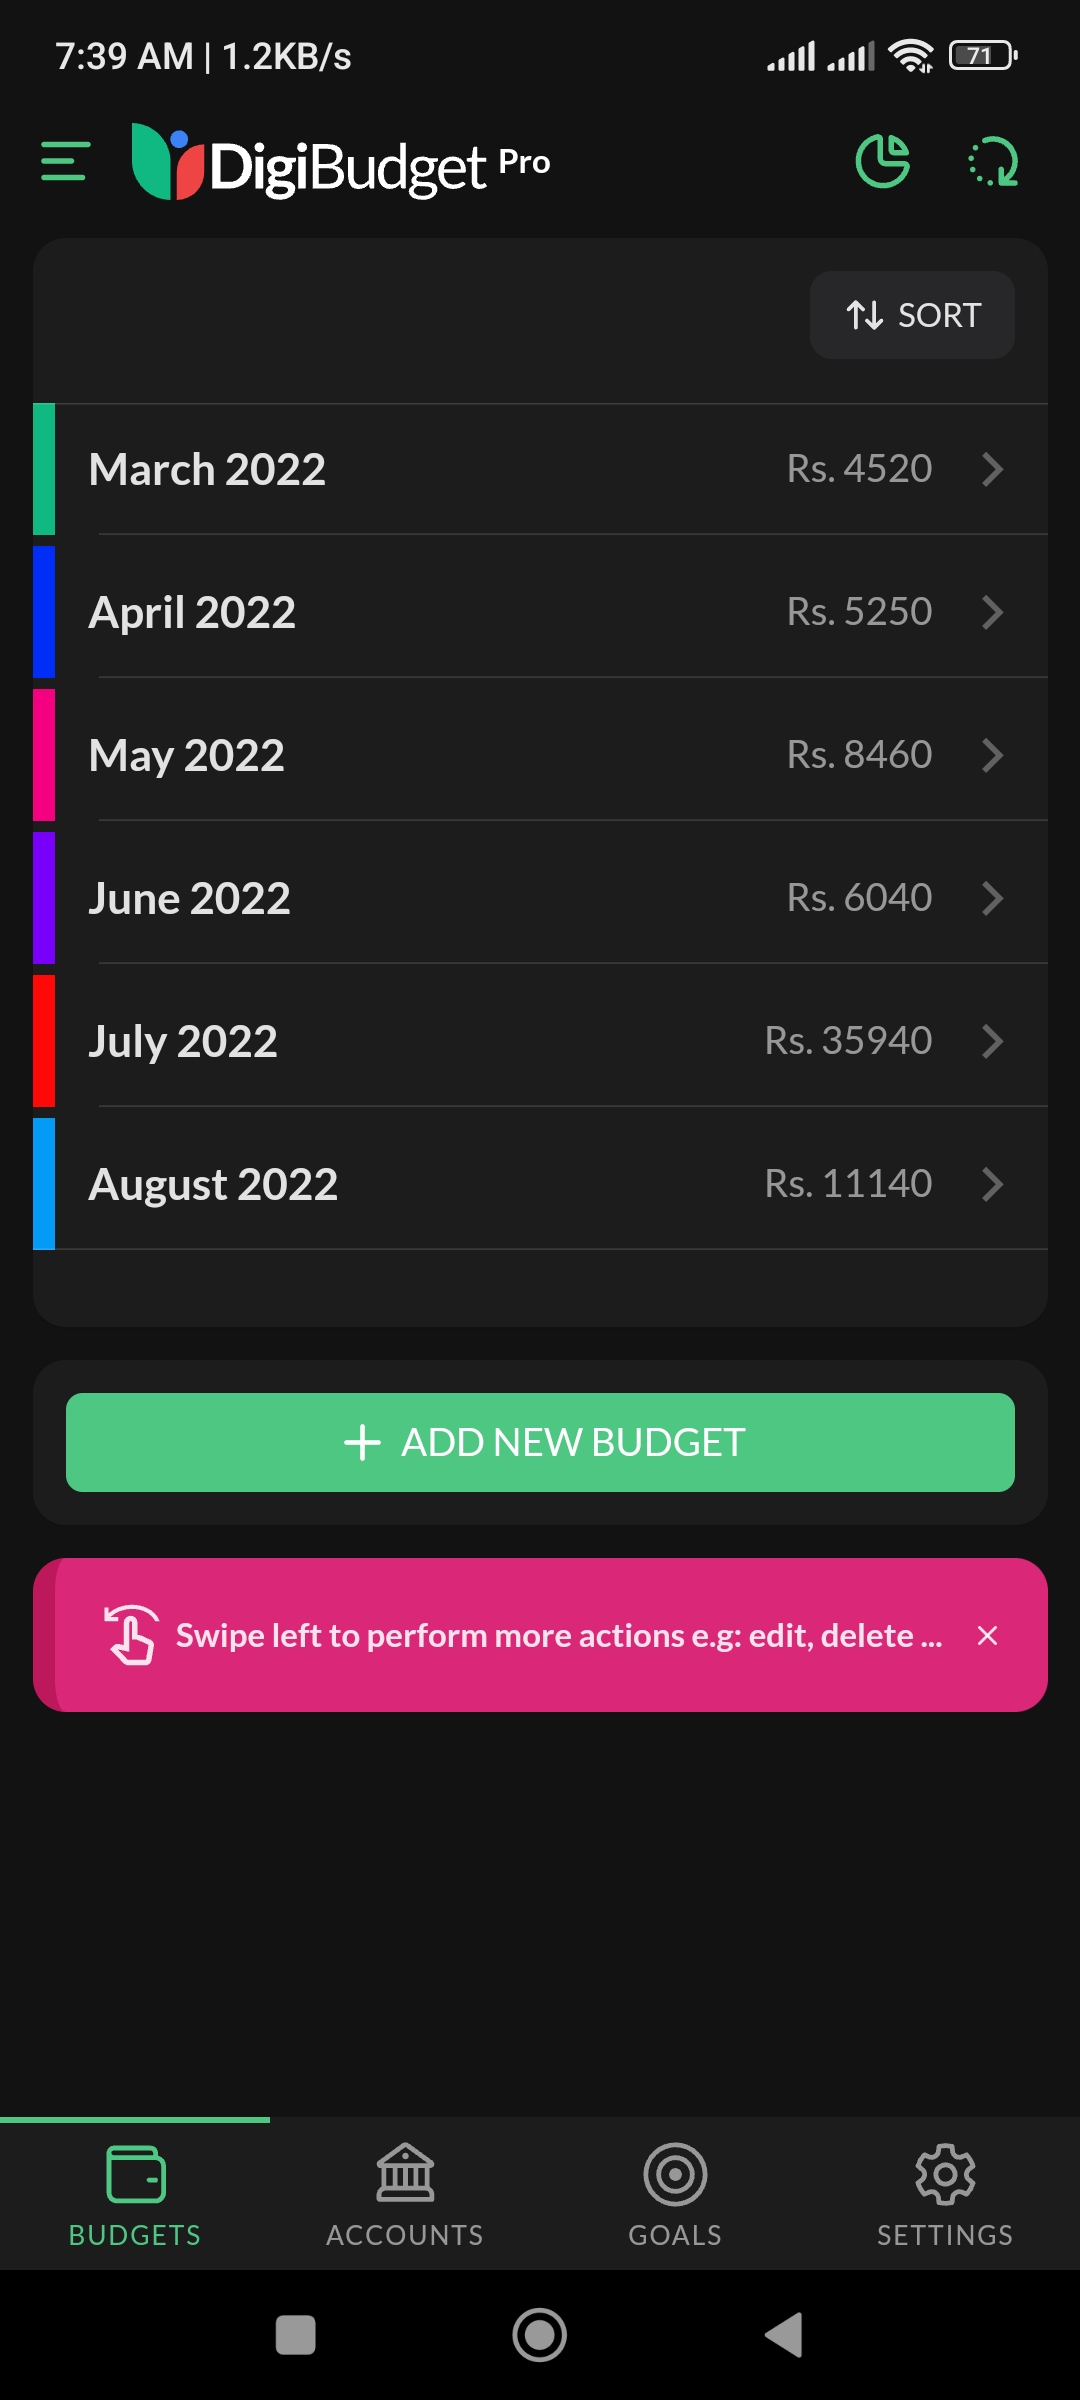 7:39 AM | 1.2KB/s 71
DigiBudget Pro
SORT
March 2022 Rs. 4520
April 2022 Rs. 5250
May 2022 Rs. 8460
June 2022 Rs. 6040
July 2022 Rs. 35940
August 2022 Rs. 11140
ADD NEW BUDGET
Swipe left to perform more actions e.g: edit, delete ...
BUDGETS ACCOUNTS GOALS SETTINGS